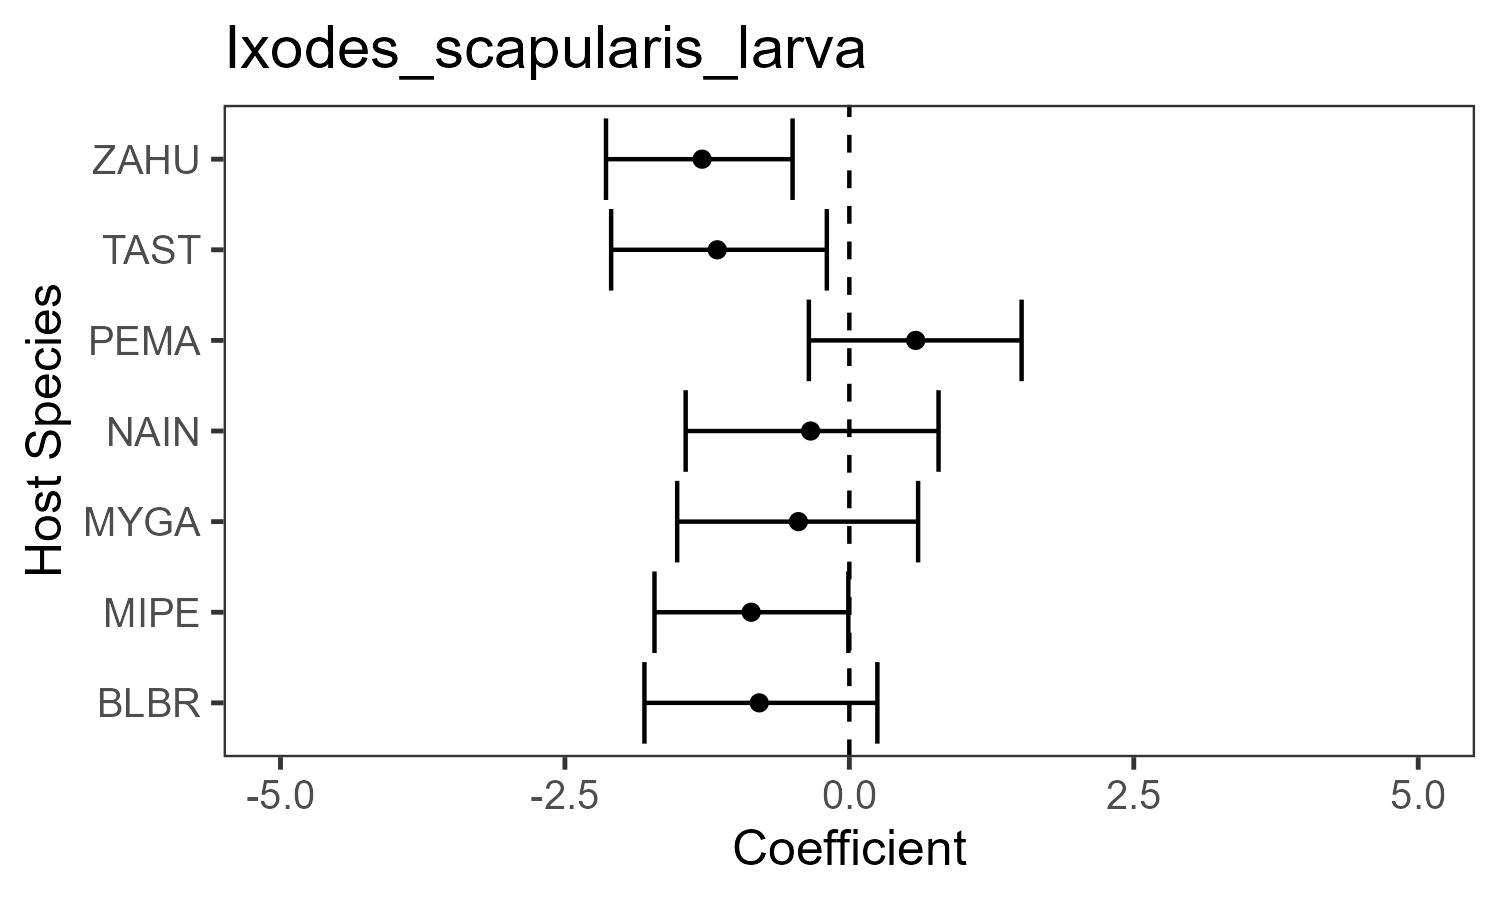 Ixodes_scapularis_larva
Host Species
ZAHU
TAST
PEMA
NAIN
MYGA
MIPE
BLBR
-5.0 -2.5 0.0 2.5 5.0
Coefficient